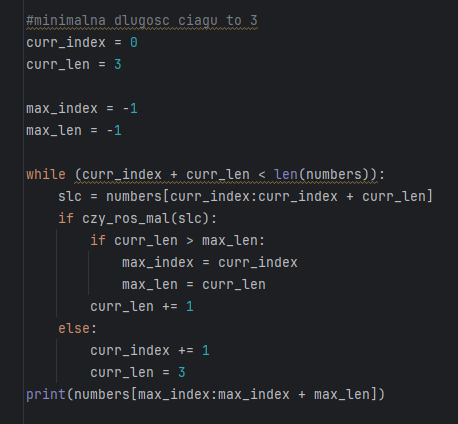 #minimalna dlugosc ciagu to 3
curr_index = 0
curr_len = 3

max_index = -1
max_len = -1

while (curr_index + curr_len < len(numbers)):
    slc = numbers[curr_index:curr_index + curr_len]
    if czy_ros_mal(slc):
        if curr_len > max_len:
            max_index = curr_index
            max_len = curr_len
        curr_len += 1
    else:
        curr_index += 1
        curr_len = 3
print(numbers[max_index:max_index + max_len])